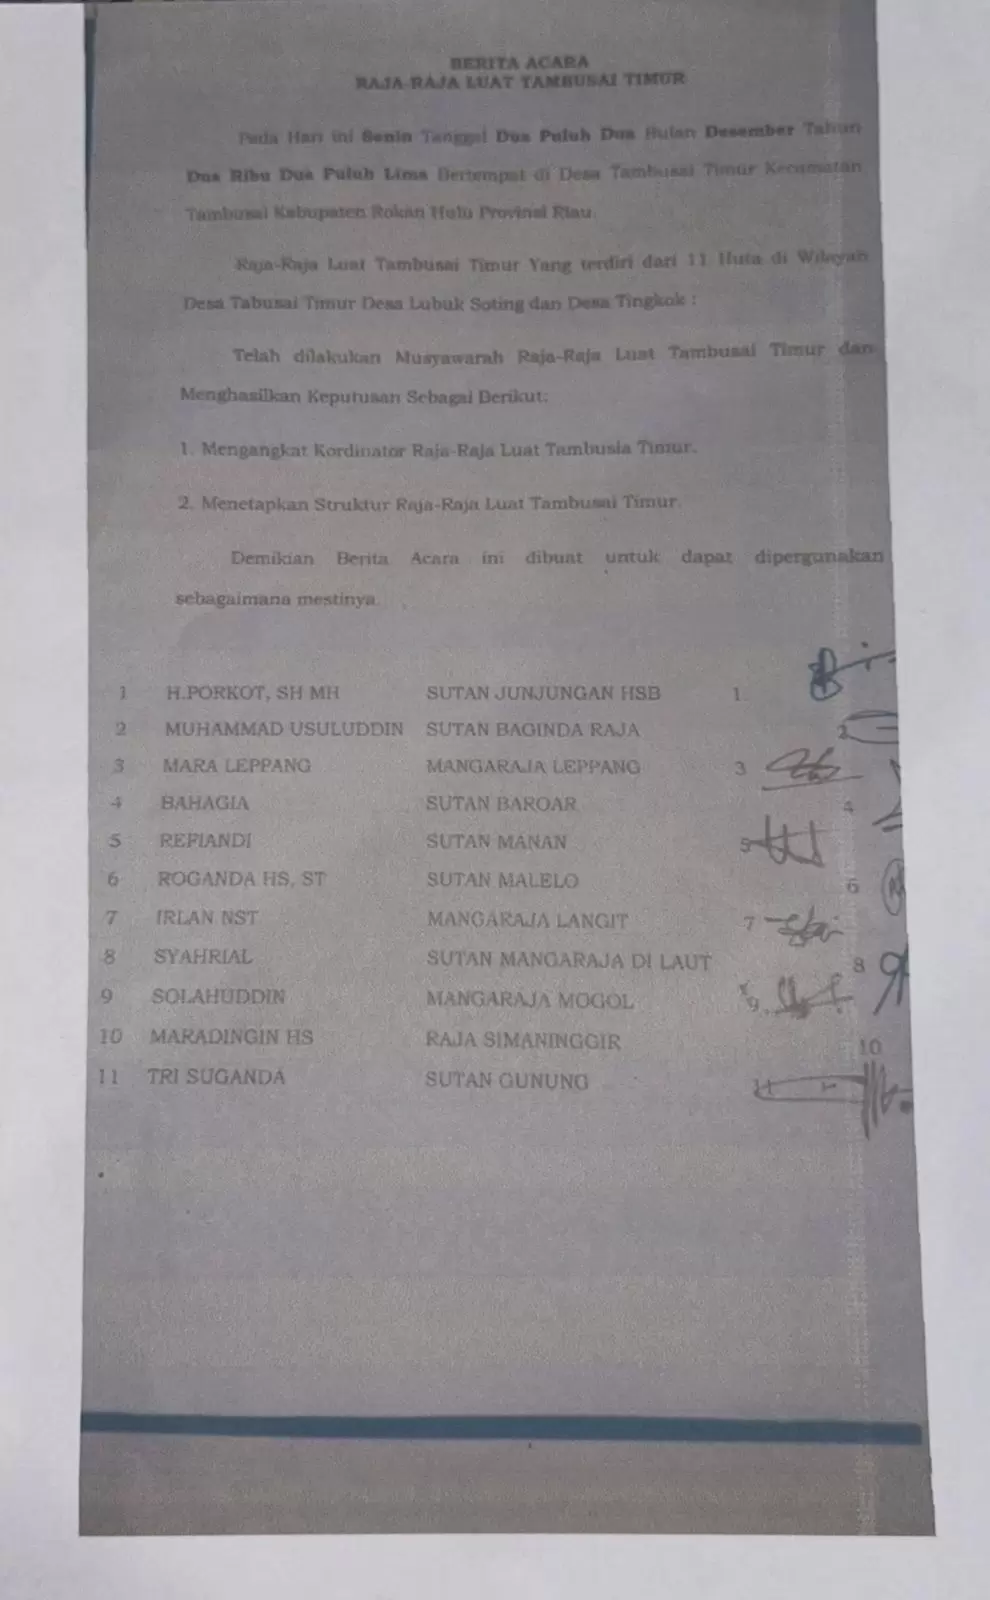 BERITA ACARA
RAJA-RAJA LUAT TAMBUSAI TIMUR
Pada Hari ini Senin Tanggal Dua Puluh Dua Bulan Desember Tahun
Dua Ribu Dua Puluh Lima Bertempat di Desa Tambusai Timur Kecamatan
Tambusai Kabupaten Rokan Hulu Provinsi Riau.
Raja-Raja Luat Tambusai Timur Yang terdiri dari 11 Huta di Wilayah
Desa Tabusai Timur Desa Lubuk Soting dan Desa Tingkok :
Telah dilakukan Musyawarah Raja-Raja Luat Tambusai Timur dan
Menghasilkan Keputusan Sebagai Berikut:
1. Mengangkat Kordinator Raja-Raja Luat Tambusia Timur.
2. Menetapkan Struktur Raja-Raja Luat Tambusai Timur.
Demikian Berita Acara ini dibuat untuk dapat dipergunakan
sebagaimana mestinya.
1 H.PORKOT, SH MH SUTAN JUNJUNGAN HSB 1.
2 MUHAMMAD USULUDDIN SUTAN BAGINDA RAJA 2
3 MARA LEPPANG MANGARAJA LEPPANG 3
4 BAHAGIA SUTAN BAROAR 4
5 REFIANDI SUTAN MANAN 5
6 ROGANDA HS, ST SUTAN MALELO 6
7 IRLAN NST MANGARAJA LANGIT 7
8 SYAHRIAL SUTAN MANGARAJA DI LAUT 8
9 SOLAHUDDIN MANGARAJA MOGOL 9.
10 MARADINGIN HS RAJA SIMANINGGIR 10
11 TRI SUGANDA SUTAN GUNUNG 11